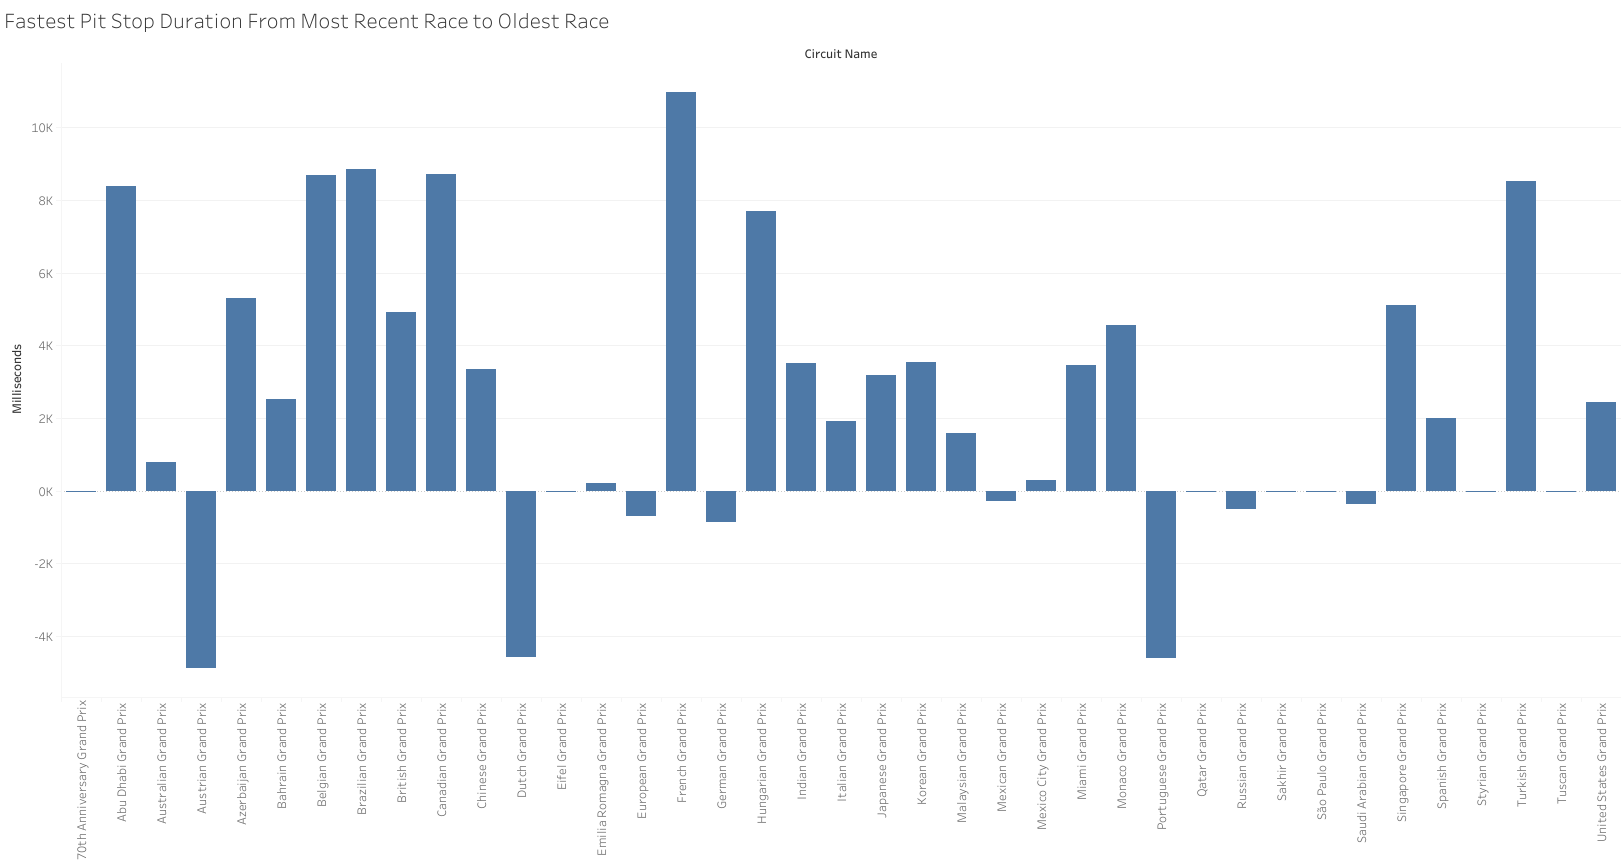 Fastest Pit Stop Duration From Most Recent Race to Oldest Race
Circuit Name
Milliseconds
10K
8K
6K
4K
2K
0K
-2K
-4K
70th Anniversary Grand Prix
Abu Dhabi Grand Prix
Australian Grand Prix
Austrian Grand Prix
Azerbaijan Grand Prix
Bahrain Grand Prix
Belgian Grand Prix
Brazilian Grand Prix
British Grand Prix
Canadian Grand Prix
Chinese Grand Prix
Dutch Grand Prix
Eifel Grand Prix
Emilia Romagna Grand Prix
European Grand Prix
French Grand Prix
German Grand Prix
Hungarian Grand Prix
Indian Grand Prix
Italian Grand Prix
Japanese Grand Prix
Korean Grand Prix
Malaysian Grand Prix
Mexican Grand Prix
Mexico City Grand Prix
Miami Grand Prix
Monaco Grand Prix
Portuguese Grand Prix
Qatar Grand Prix
Russian Grand Prix
Sakhir Grand Prix
São Paulo Grand Prix
Saudi Arabian Grand Prix
Singapore Grand Prix
Spanish Grand Prix
Styrian Grand Prix
Turkish Grand Prix
Tuscan Grand Prix
United States Grand Prix